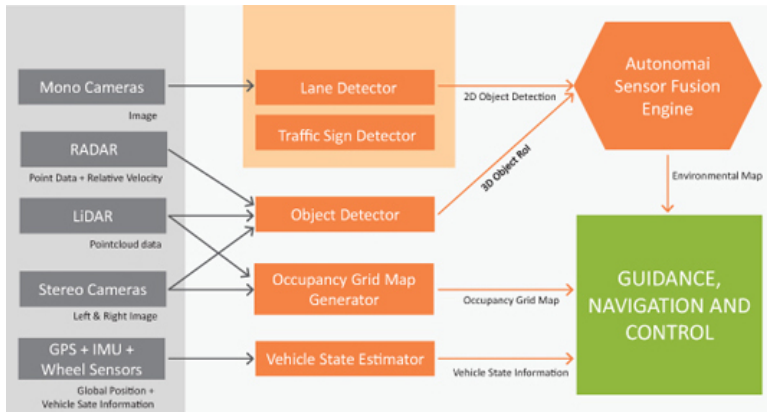 Mono Cameras
Image
RADAR
Point Data + Relative Velocity
LiDAR
Pointcloud data
Stereo Cameras
Left & Right Image
GPS + IMU +
Wheel Sensors
Global Position +
Vehicle Sate Information
Lane Detector
Traffic Sign Detector
Object Detector
Occupancy Grid Map
Generator
Vehicle State Estimator
2D Object Detection
3D Object RoI
Occupancy Grid Map
Vehicle State Information
Autonomai
Sensor Fusion
Engine
Environmental Map
GUIDANCE,
NAVIGATION AND
CONTROL